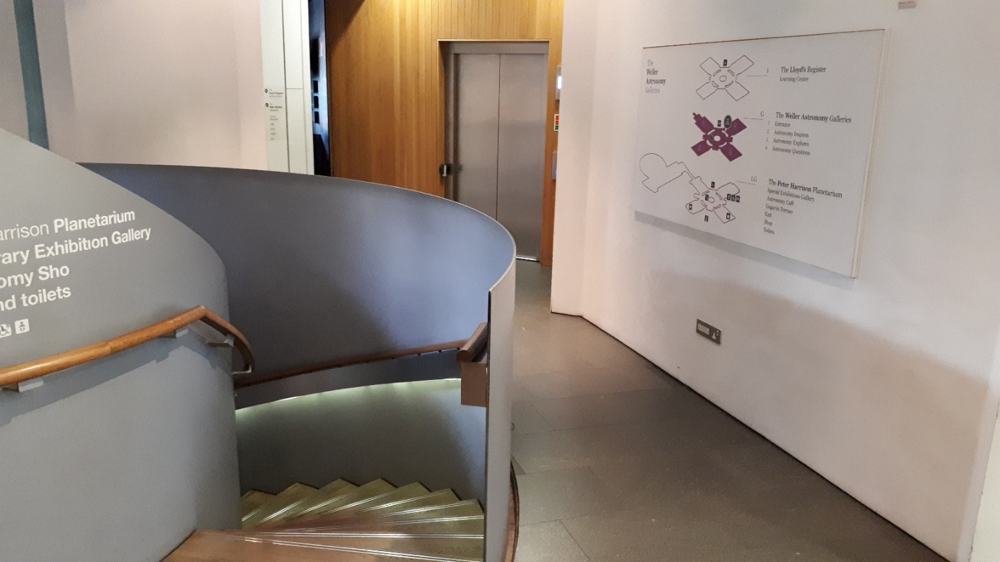 arrison Planetarium
rary Exhibition Gallery
omy Sho
nd toilets
The
Weller
Astronomy
Galleries
1 The Lloyd's Register
Learning Centre
G The Weller Astronomy Galleries
1 Entrance
2 Astronomy Inspires
3 Astronomy Explores
4 Astronomy Questions
LG The Peter Harrison Planetarium
Special Exhibitions Gallery
Astronomy Café
Gagarin Terrace
Exit
Shop
Toilets